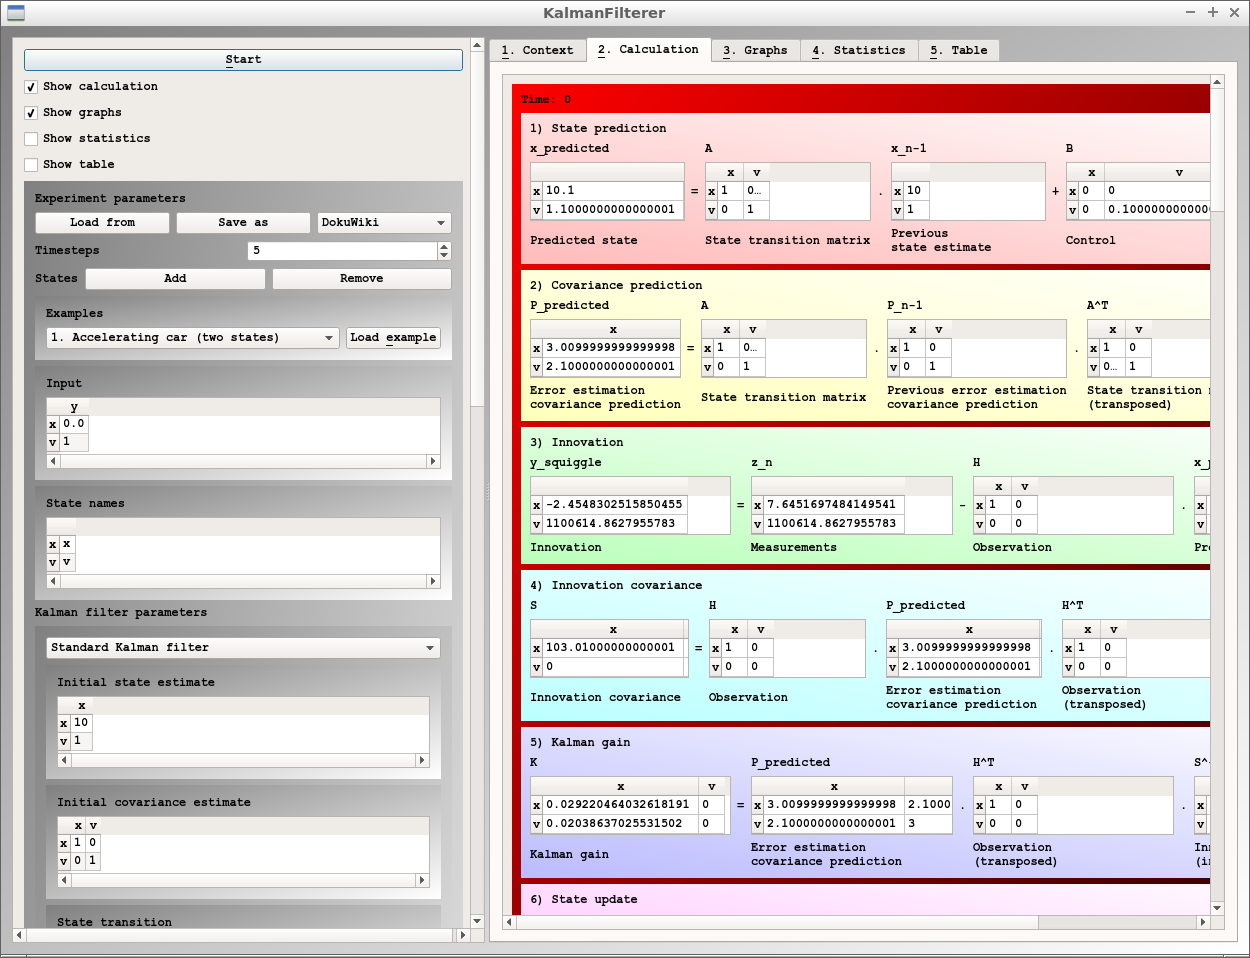 KalmanFilterer
Start
Show calculation
Show graphs
Show statistics
Show table
Experiment parameters
Load from Save as DokuWiki
Timesteps 5
States Add Remove
Examples
1. Accelerating car (two states) Load example
Input
y
x 0.0
v 1
State names
x x
v v
Kalman filter parameters
Standard Kalman filter
Initial state estimate
x
x 10
v 1
Initial covariance estimate
x v
x 1 0
v 0 1
State transition
1. Context 2. Calculation 3. Graphs 4. Statistics 5. Table
Time: 0
1) State prediction
x_predicted A x_n-1 B
x v x v
x 10.1 = x 1 0… . x 10 + x 0 0
v 1.1000000000000001 v 0 1 v 1 v 0 0.100000000000
Predicted state State transition matrix Previous
state estimate Control
2) Covariance prediction
P_predicted A P_n-1 A^T
x x v x v x v
x 3.0099999999999998 = x 1 0… . x 1 0 . x 1 0
v 2.1000000000000001 v 0 1 v 0 1 v 0… 1
Error estimation
covariance prediction State transition matrix Previous error estimation
covariance prediction State transition
(transposed)
3) Innovation
y_squiggle z_n H
x v
x -2.4548302515850455 = x 7.6451697484149541 - x 1 0 . x
v 1100614.8627955783 v 1100614.8627955783 v 0 0 v
Innovation Measurements Observation
4) Innovation covariance
S H P_predicted H^T
x x v x x v
x 103.01000000000001 = x 1 0 . x 3.0099999999999998 . x 1 0
v 0 v 0 0 v 2.1000000000000001 v 0 0
Innovation covariance Observation Error estimation
covariance prediction Observation
(transposed)
5) Kalman gain
K P_predicted H^T
x v x x v
x 0.029220464032618191 0 = x 3.0099999999999998 2.1000 . x 1 0 . x
v 0.02038637025531502 0 v 2.1000000000000001 3 v 0 0 v
Kalman gain Error estimation
covariance prediction Observation
(transposed)
6) State update